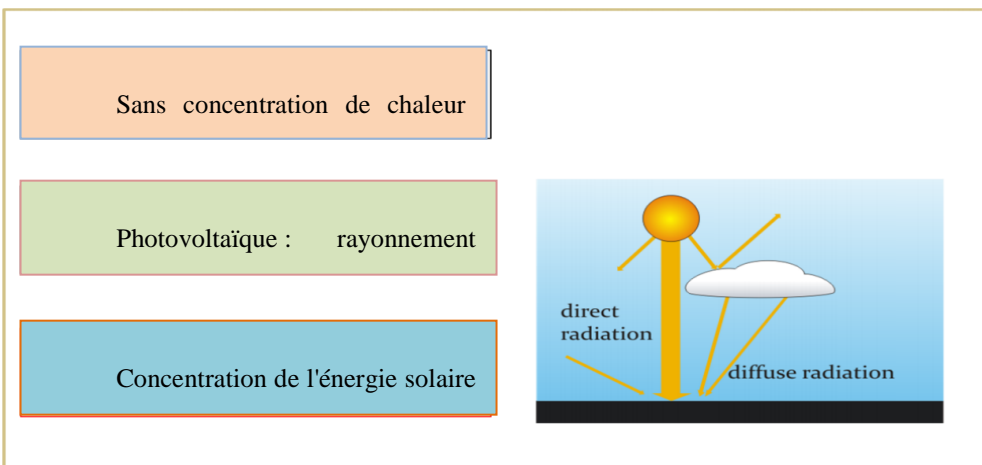 Sans concentration de chaleur
Photovoltaïque : rayonnement
Concentration de l'énergie solaire
direct
radiation
diffuse radiation